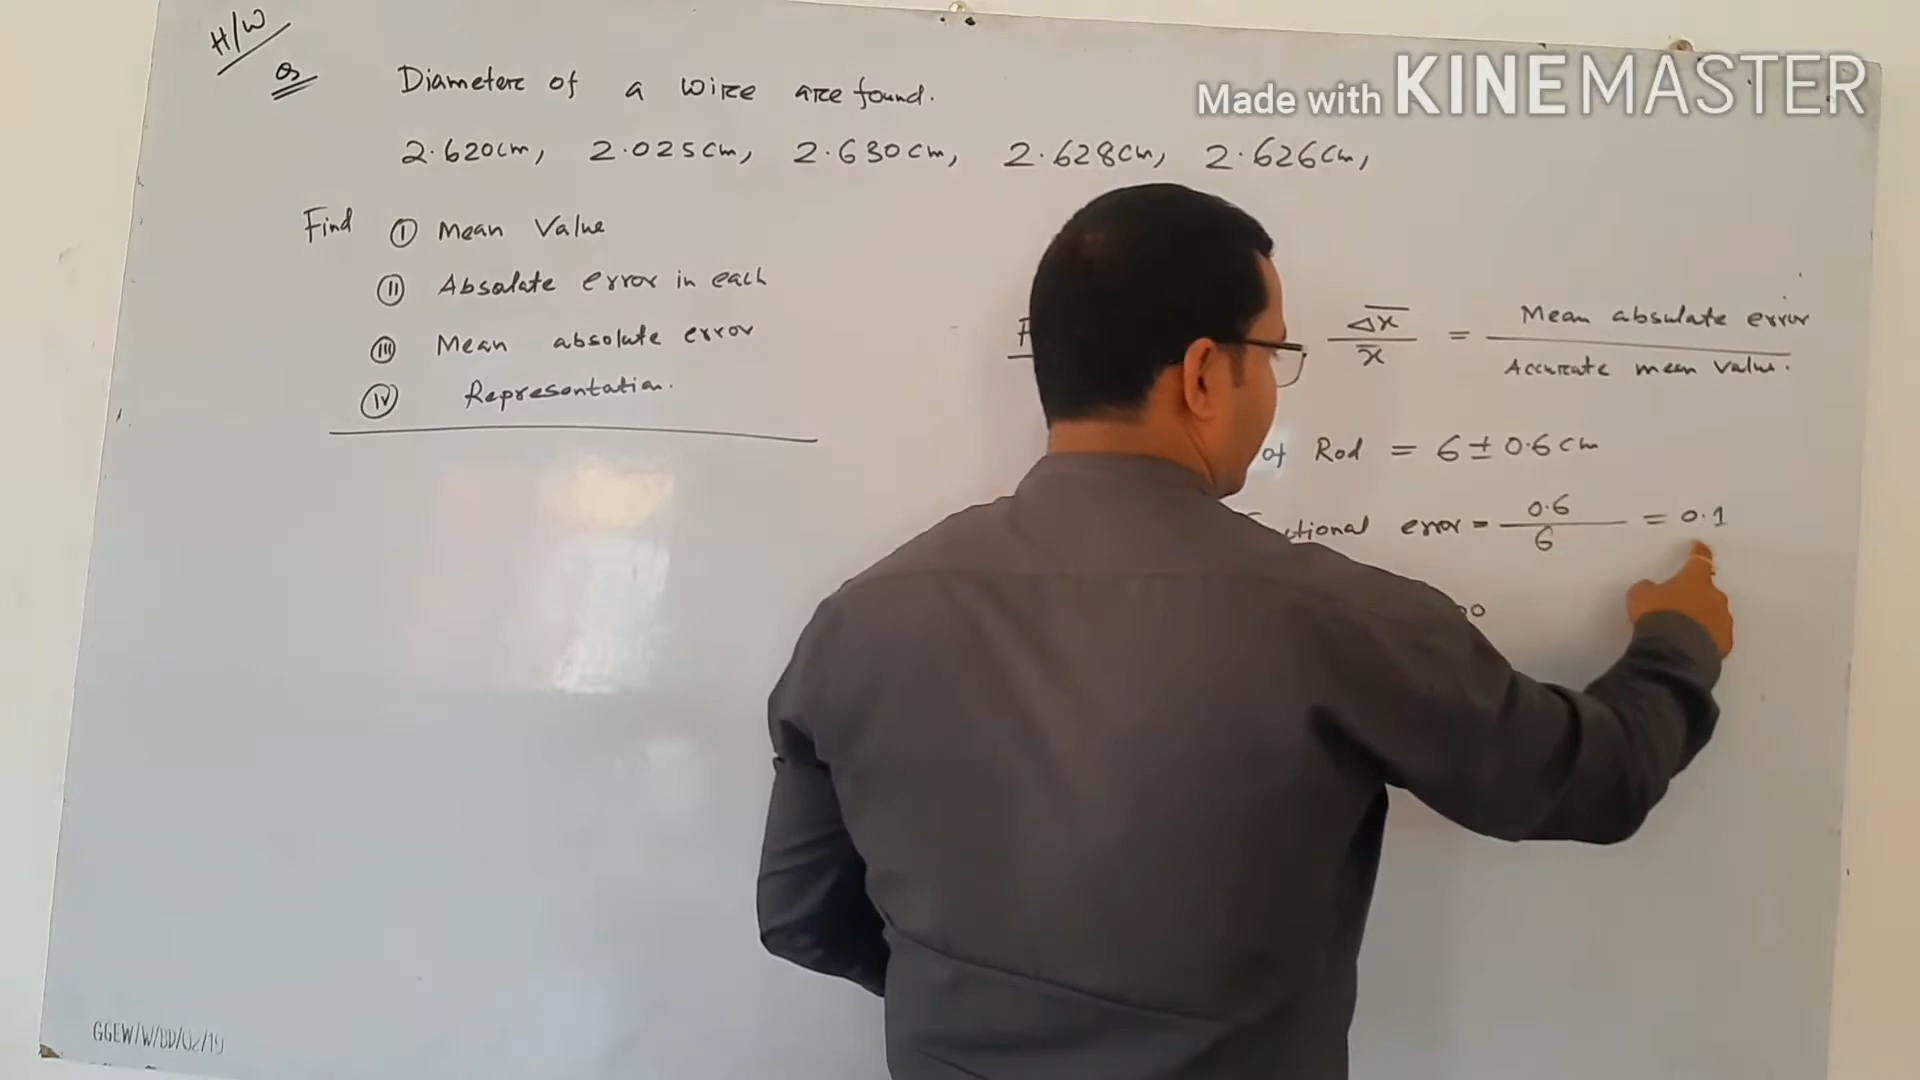 H/W
Made with KINEMASTER
Q Diameter of a wire are found.
2.620cm, 2.025cm, 2.630cm, 2.628cm, 2.626cm,
Find I Mean Value
II Absalate error in each
III Mean absolute error
IV Representation.
Δx̄ / x̄ = Mean absulate error / Accurate mean value.
of Rod = 6 ± 0.6 cm
ctional error = 0.6 / 6 = 0.1
GGEW/W/BD/02/19